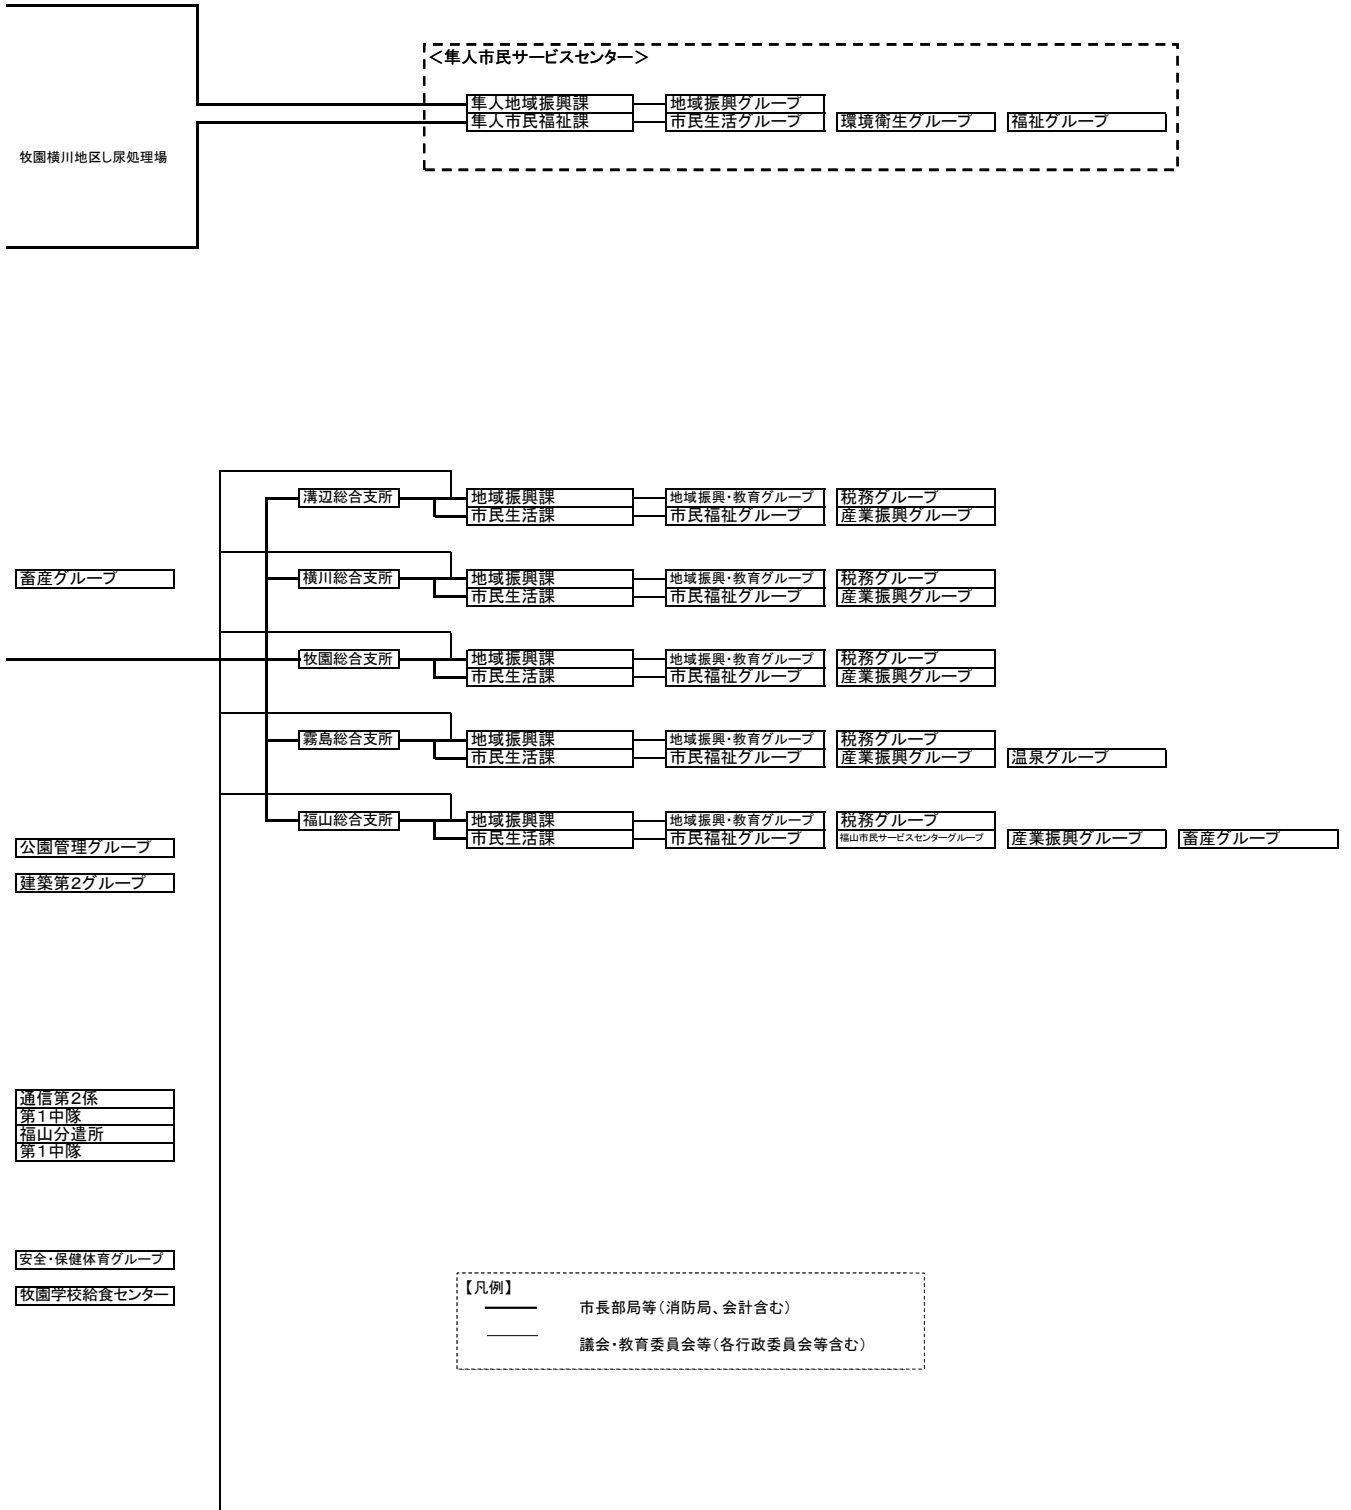 ＜隼人市民サービスセンター＞
隼人地域振興課 地域振興グループ
隼人市民福祉課 市民生活グループ 環境衛生グループ 福祉グループ
牧園横川地区し尿処理場
溝辺総合支所 地域振興課 地域振興・教育グループ 税務グループ
市民生活課 市民福祉グループ 産業振興グループ
畜産グループ 横川総合支所 地域振興課 地域振興・教育グループ 税務グループ
市民生活課 市民福祉グループ 産業振興グループ
牧園総合支所 地域振興課 地域振興・教育グループ 税務グループ
市民生活課 市民福祉グループ 産業振興グループ
霧島総合支所 地域振興課 地域振興・教育グループ 税務グループ
市民生活課 市民福祉グループ 産業振興グループ 温泉グループ
福山総合支所 地域振興課 地域振興・教育グループ 税務グループ
市民生活課 市民福祉グループ 福山市民サービスセンターグループ 産業振興グループ 畜産グループ
公園管理グループ
建築第２グループ
通信第２係
第１中隊
福山分遣所
第１中隊
安全・保健体育グループ
牧園学校給食センター
【凡例】
市長部局等（消防局、会計含む）
議会・教育委員会等（各行政委員会等含む）